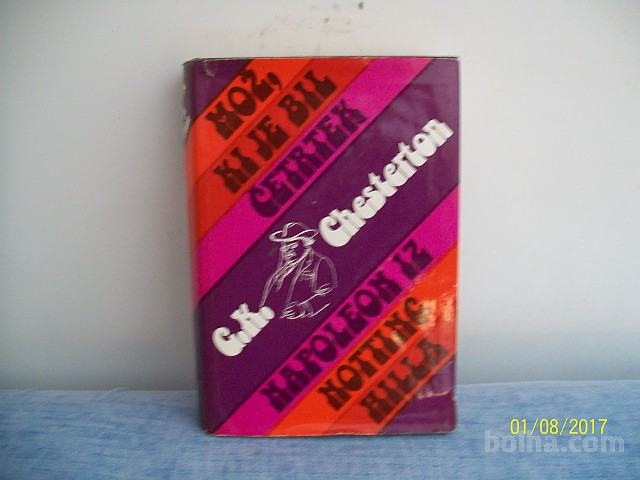 MOŽ,
KI JE BIL
ČETRTEK
G.K. Chesterton
NAPOLEON IZ
NOTTING
HILLA
01/08/2017
bolha.com